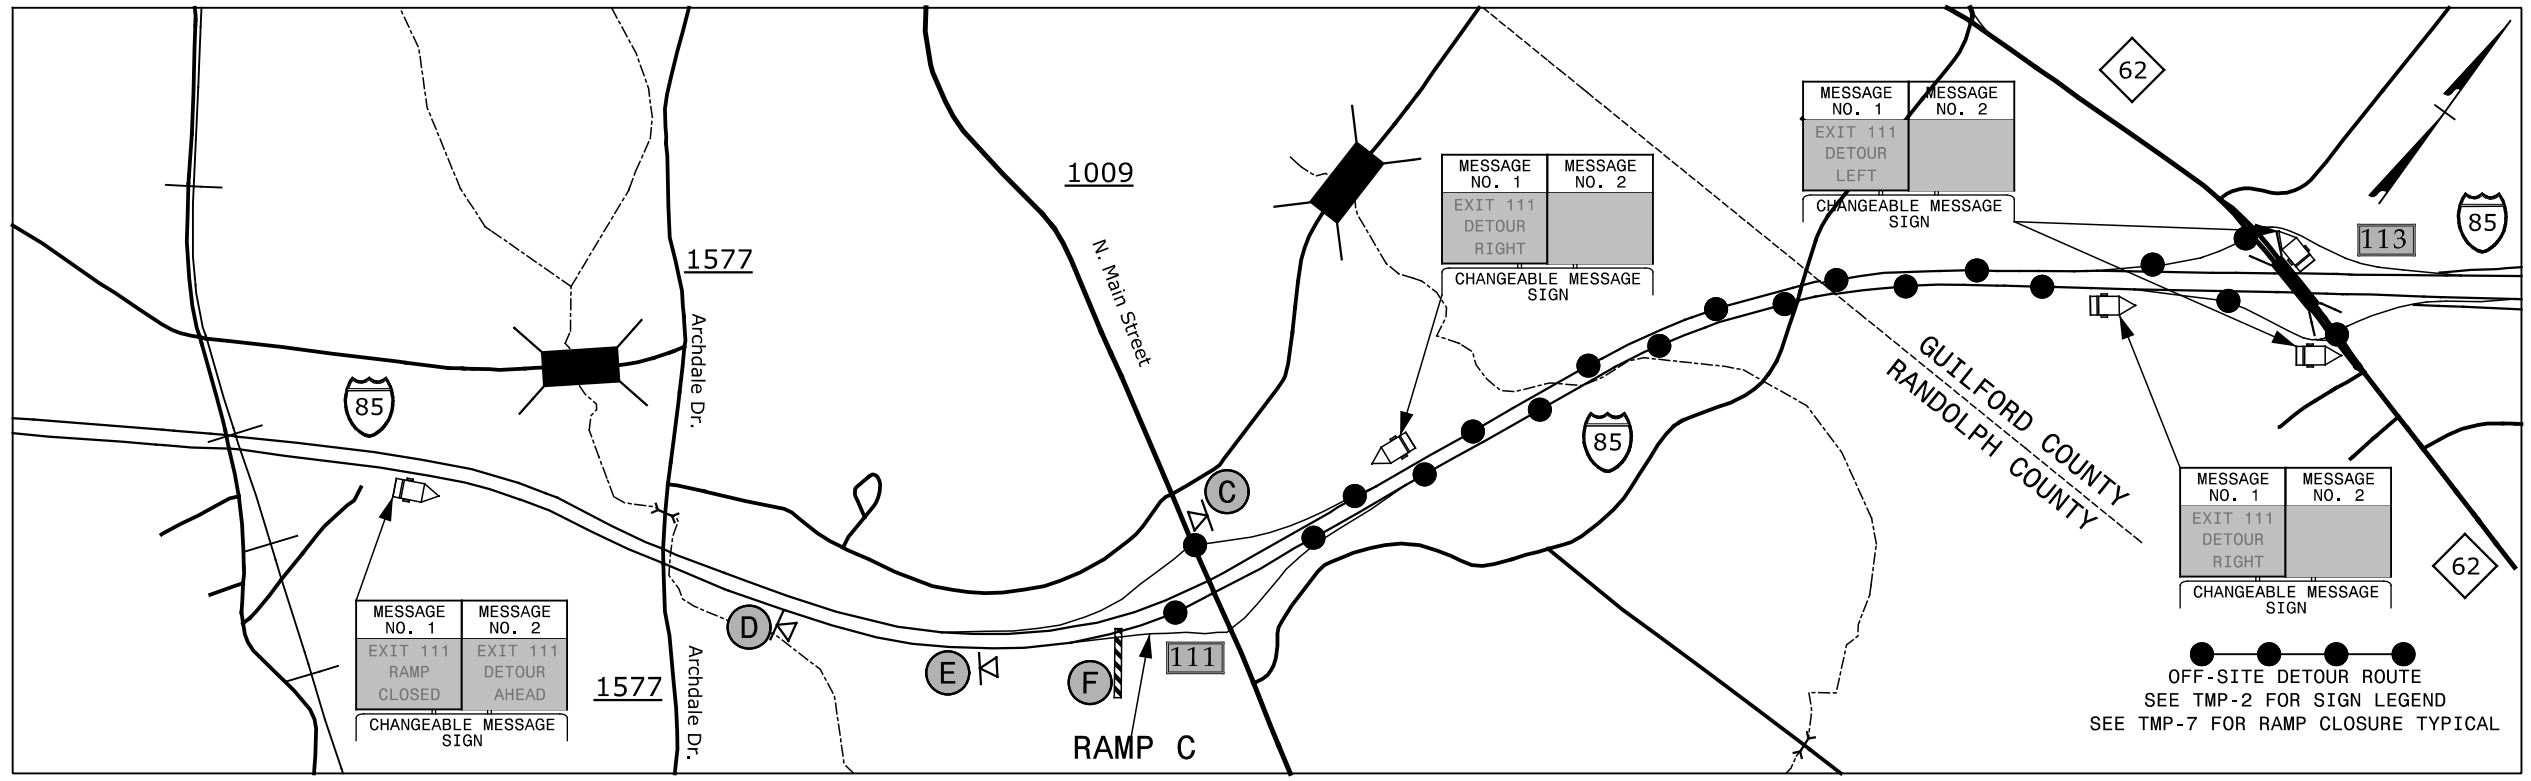 62
MESSAGE NO. 1
MESSAGE NO. 2
EXIT 111
DETOUR
LEFT
CHANGEABLE MESSAGE
SIGN
1009
MESSAGE NO. 1
MESSAGE NO. 2
EXIT 111
DETOUR
RIGHT
CHANGEABLE MESSAGE
SIGN
85
113
1577
N. Main Street
Archdale Dr.
85
85
GUILFORD COUNTY
RANDOLPH COUNTY
C
MESSAGE NO. 1
MESSAGE NO. 2
EXIT 111
DETOUR
RIGHT
CHANGEABLE MESSAGE
SIGN
62
MESSAGE NO. 1
MESSAGE NO. 2
EXIT 111
RAMP
CLOSED
EXIT 111
DETOUR
AHEAD
CHANGEABLE MESSAGE
SIGN
1577
Archdale Dr.
D
E
F
111
RAMP C
OFF-SITE DETOUR ROUTE
SEE TMP-2 FOR SIGN LEGEND
SEE TMP-7 FOR RAMP CLOSURE TYPICAL